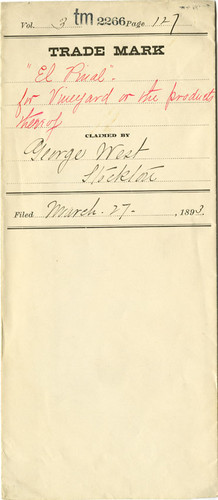 Vol. 3 tm 2266 Page 127
TRADE MARK
"El Pinal".
for Vineyard or the products
thereof
CLAIMED BY
George West
Stockton
Filed March 27 - , 1893